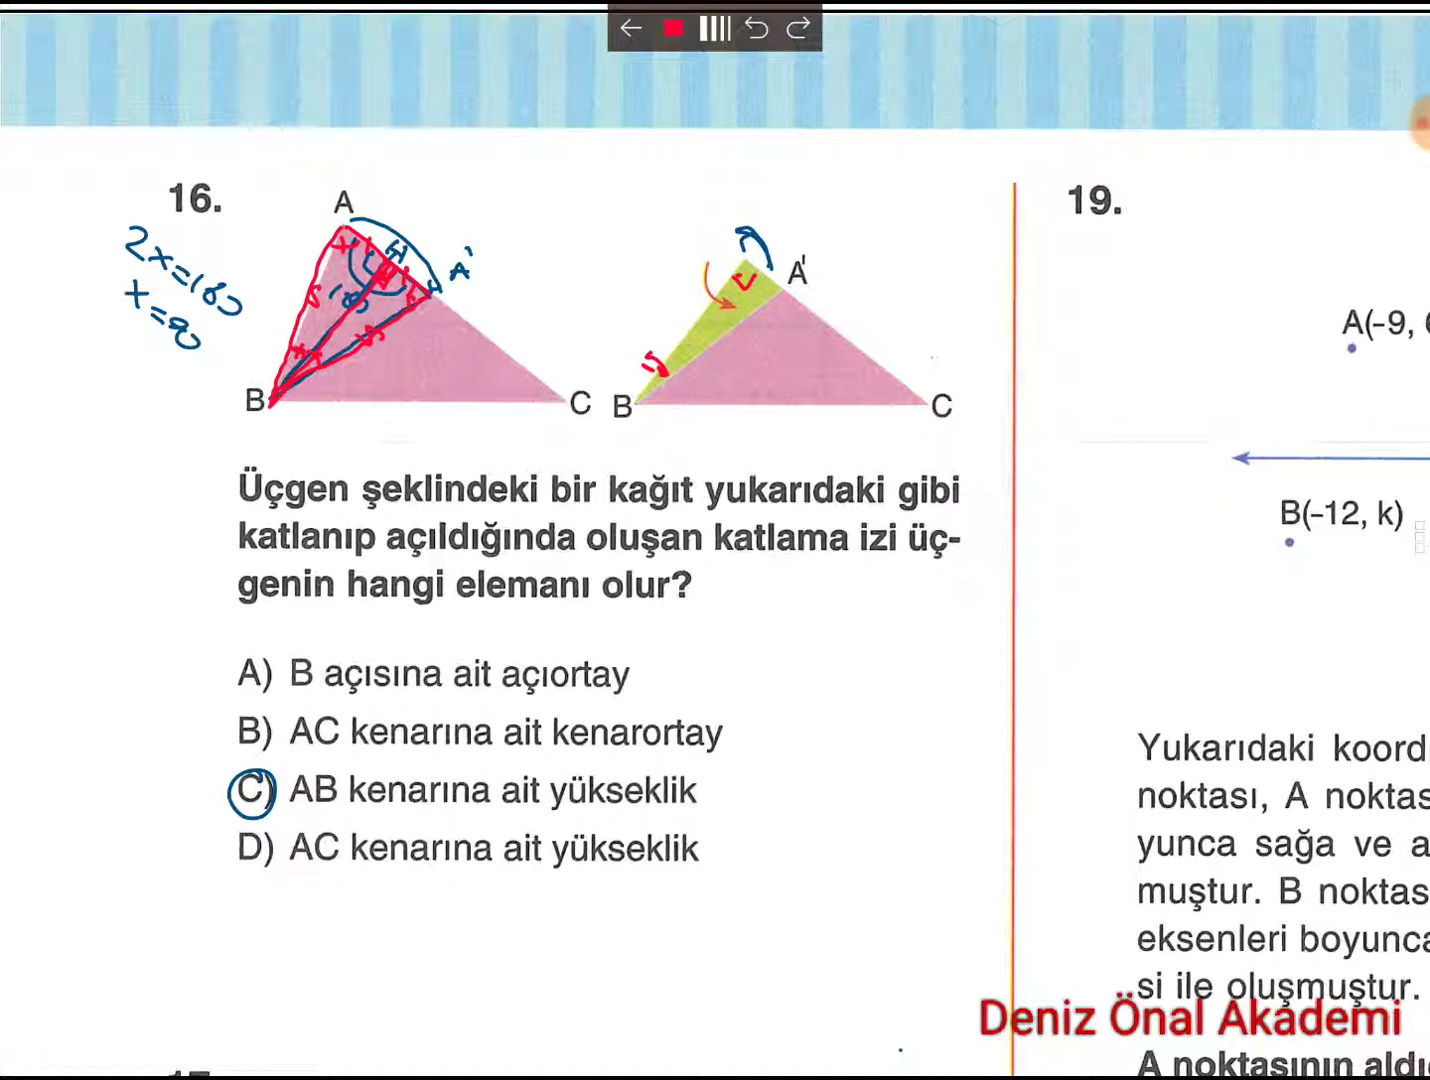 16.
A
A'
H
2x=180
x=90
B
C
A'
B
C
Üçgen şeklindeki bir kağıt yukarıdaki gibi
katlanıp açıldığında oluşan katlama izi üç-
genin hangi elemanı olur?
A) B açısına ait açıortay
B) AC kenarına ait kenarortay
C) AB kenarına ait yükseklik
D) AC kenarına ait yükseklik
19.
A(-9, 6
B(-12, k)
Yukarıdaki koord
noktası, A noktas
yunca sağa ve a
muştur. B noktas
eksenleri boyunca
si ile oluşmuştur.
Deniz Önal Akademi
A noktasının aldı